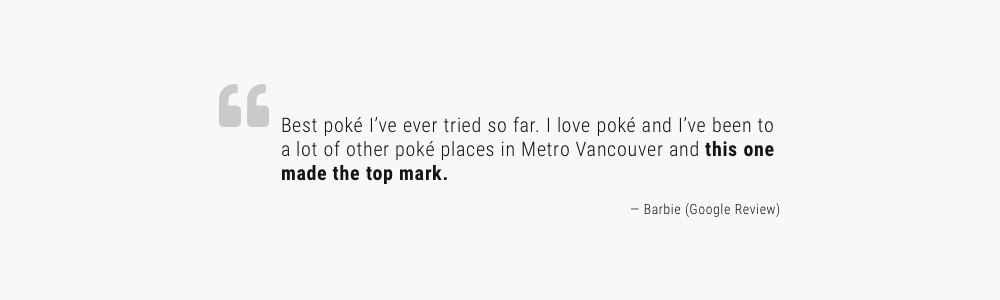 Best poké I’ve ever tried so far. I love poké and I’ve been to
a lot of other poké places in Metro Vancouver and this one
made the top mark.
— Barbie (Google Review)